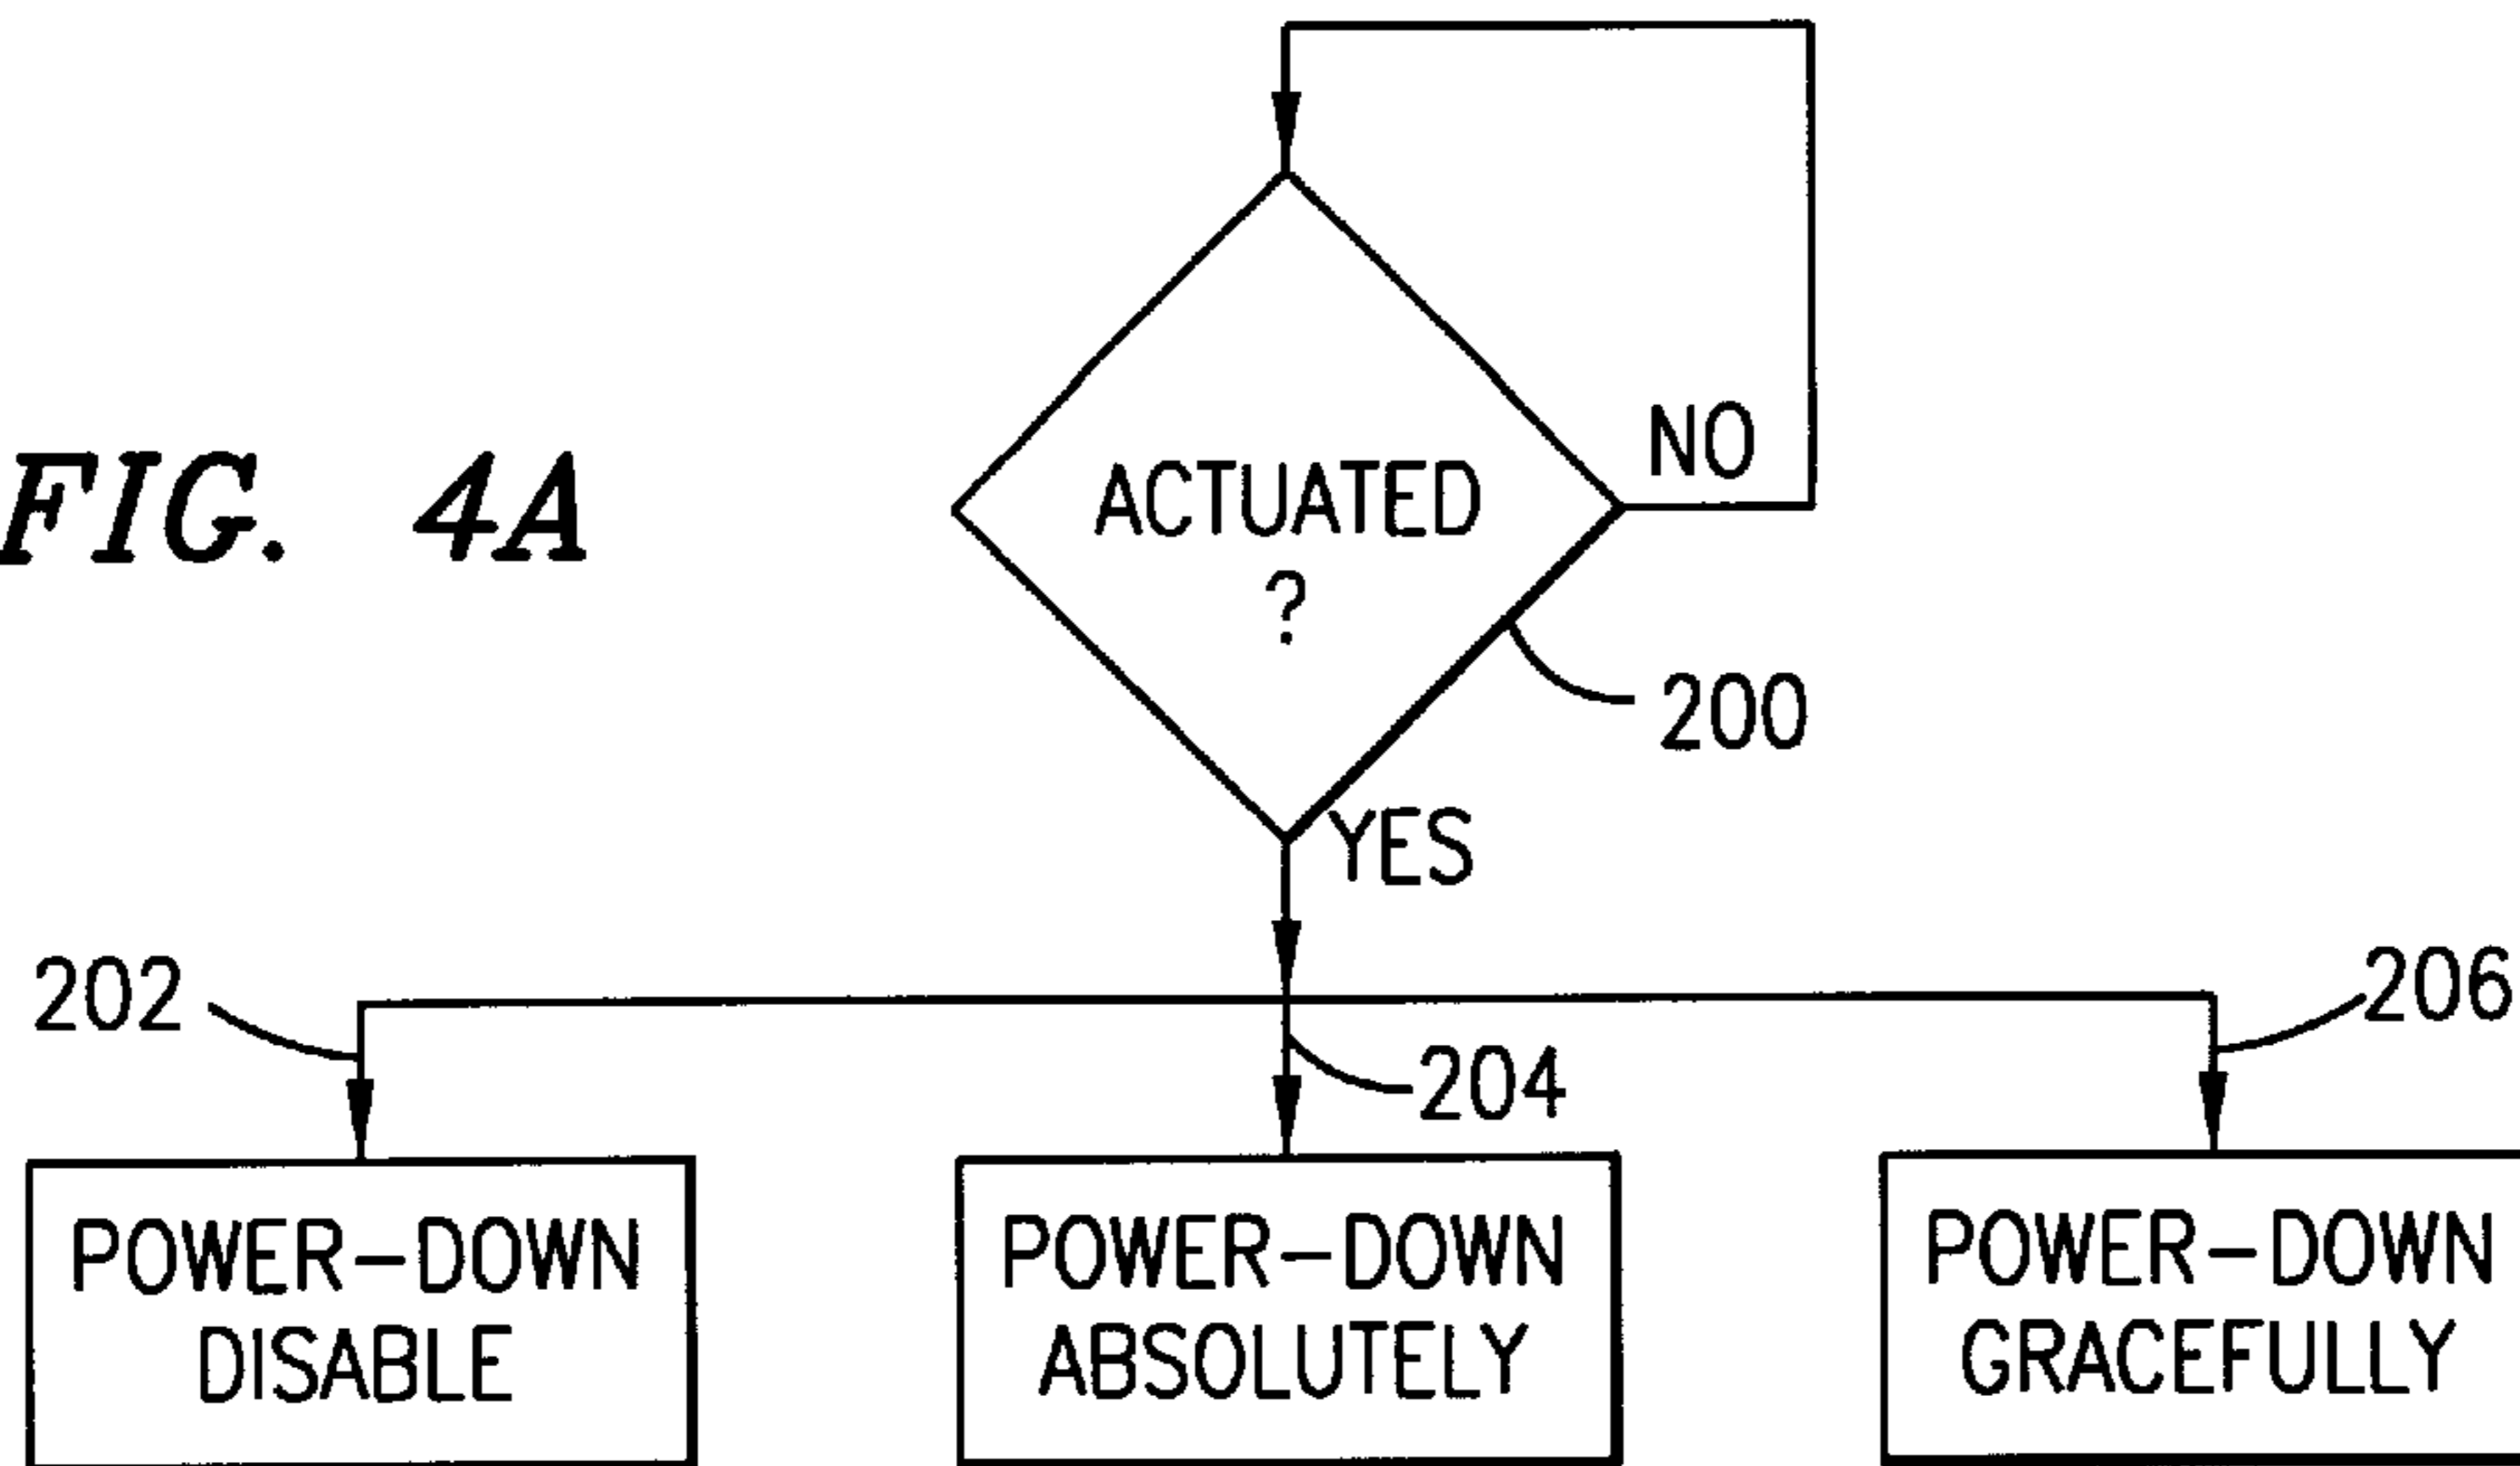 FIG. 4A
NO
ACTUATED
?
200
YES
202
206
204
POWER-DOWN
DISABLE
POWER-DOWN
ABSOLUTELY
POWER-DOWN
GRACEFULLY